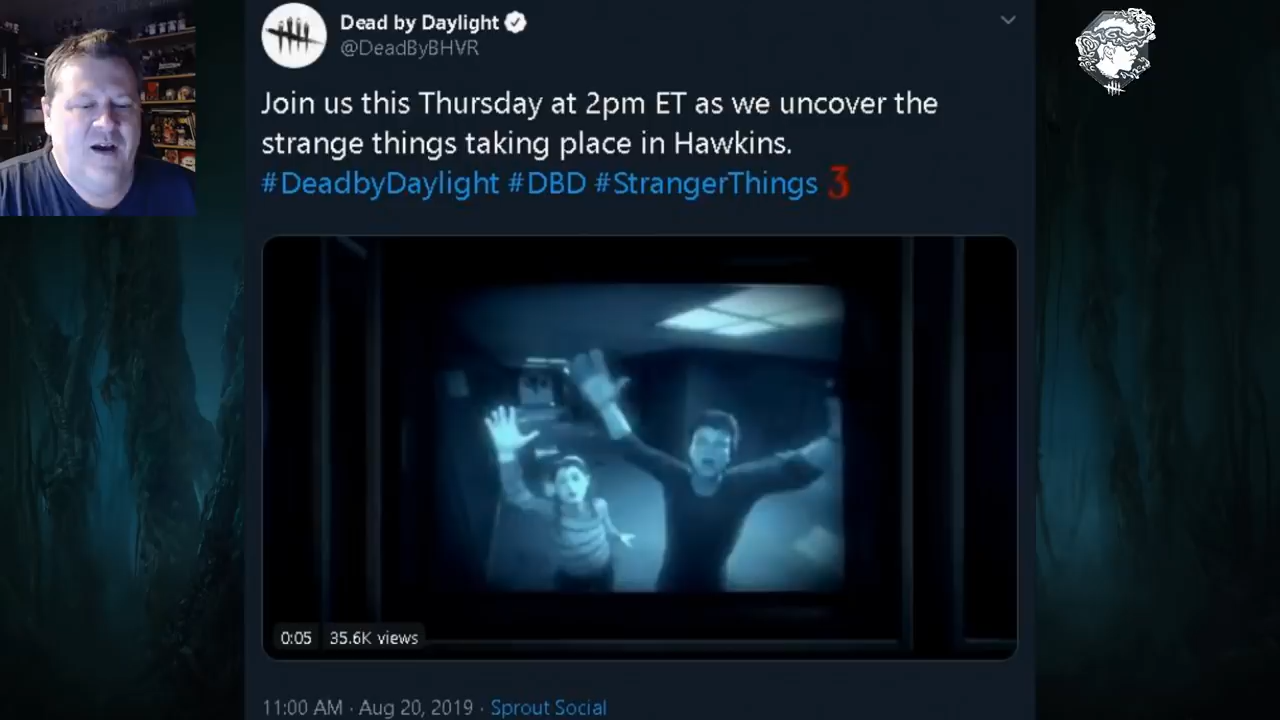 Dead by Daylight
@DeadByBHVR
Join us this Thursday at 2pm ET as we uncover the
strange things taking place in Hawkins.
#DeadbyDaylight #DBD #StrangerThings 3
0:05 35.6K views
11:00 AM · Aug 20, 2019 · Sprout Social